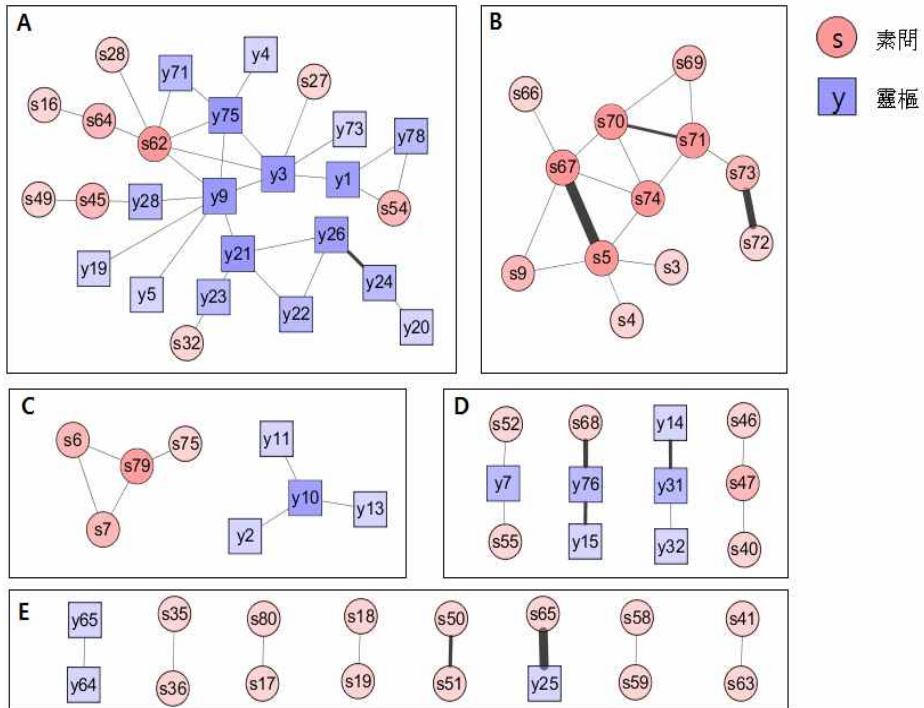 A
s28
y71
y4
s27
s16
s64
y75
y73
y78
s62
y3
y1
s49
s45
y28
y9
s54
y21
y26
y19
y5
y23
y22
y24
s32
y20
B
s69
s66
s70
s71
s67
s73
s74
s72
s5
s9
s3
s4
s 素問
y 靈樞
C
s6
s79
s75
s7
y11
y10
y13
y2
D
s52 s68 y14 s46
y7 y76 y31 s47
s55 y15 y32 s40
E
y65 s35 s80 s18 s50 s65 s58 s41
y64 s36 s17 s19 s51 y25 s59 s63